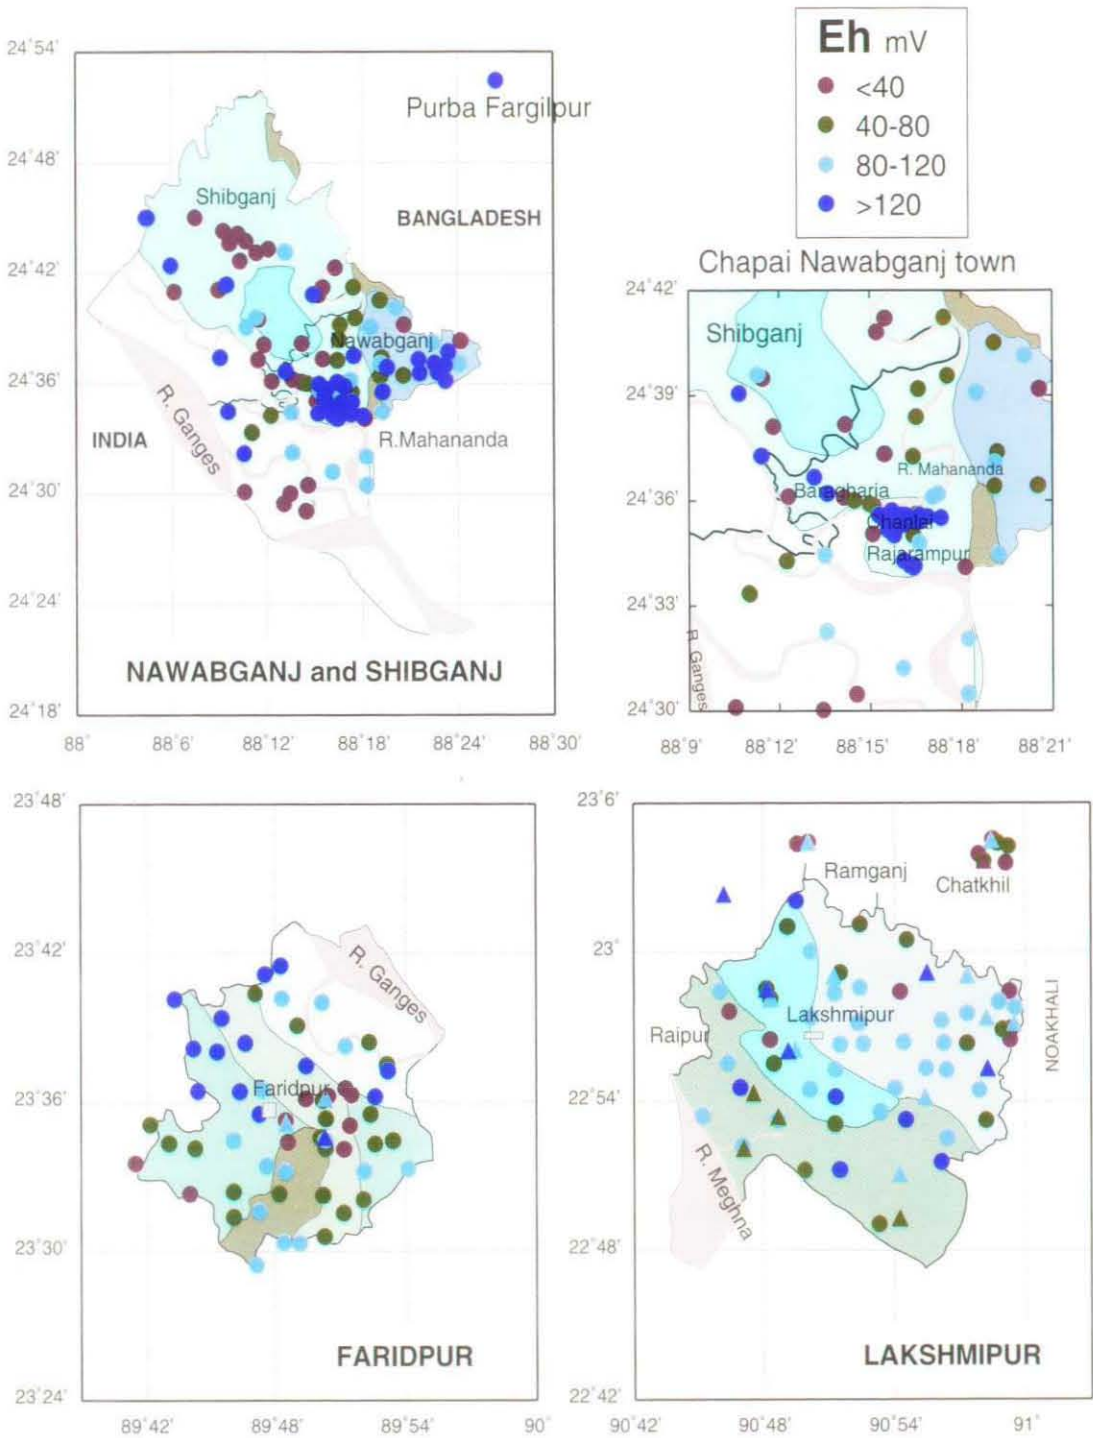 24°54'
24°48'
24°42'
24°36'
24°30'
24°24'
24°18'
88°
88°6'
88°12'
88°18'
88°24'
88°30'
Purba Fargilpur
Shibganj
BANGLADESH
Nawabganj
R. Ganges
INDIA
R.Mahananda
NAWABGANJ and SHIBGANJ
Eh mV
<40
40-80
80-120
>120
Chapai Nawabganj town
24°42'
24°39'
24°36'
24°33'
24°30'
88°9'
88°12'
88°15'
88°18'
88°21'
Shibganj
R. Mahananda
Baragharia
Chanlai
Rajarampur
R. Ganges
23°48'
23°42'
23°36'
23°30'
23°24'
89°42'
89°48'
89°54'
90°
R. Ganges
Faridpur
FARIDPUR
23°6'
23°
22°54'
22°48'
22°42'
90°42'
90°48'
90°54'
91°
Ramganj
Chatkhil
Lakshmipur
Raipur
NOAKHALI
R. Meghna
LAKSHMIPUR